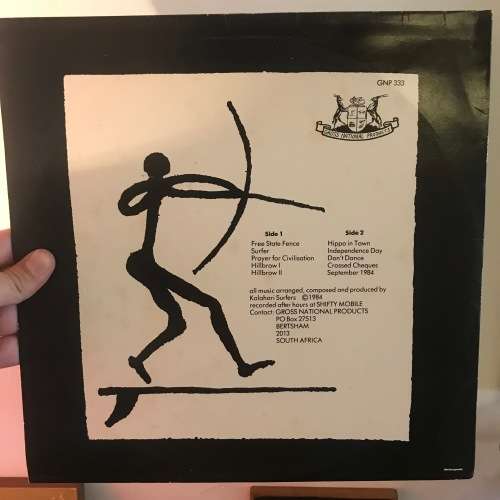 GNP 333
GROSS NATIONAL PRODUCTS
Side 1
Free State Fence
Surfer
Prayer for Civilisation
Hillbrow I
Hillbrow II
Side 2
Hippo in Town
Independence Day
Don't Dance
Crossed Cheques
September 1984
all music arranged, composed and produced by
Kalahari Surfers ©1984
recorded after hours at SHIFTY MOBILE
Contact: GROSS NATIONAL PRODUCTS
PO Box 27513
BERTSHAM
2013
SOUTH AFRICA